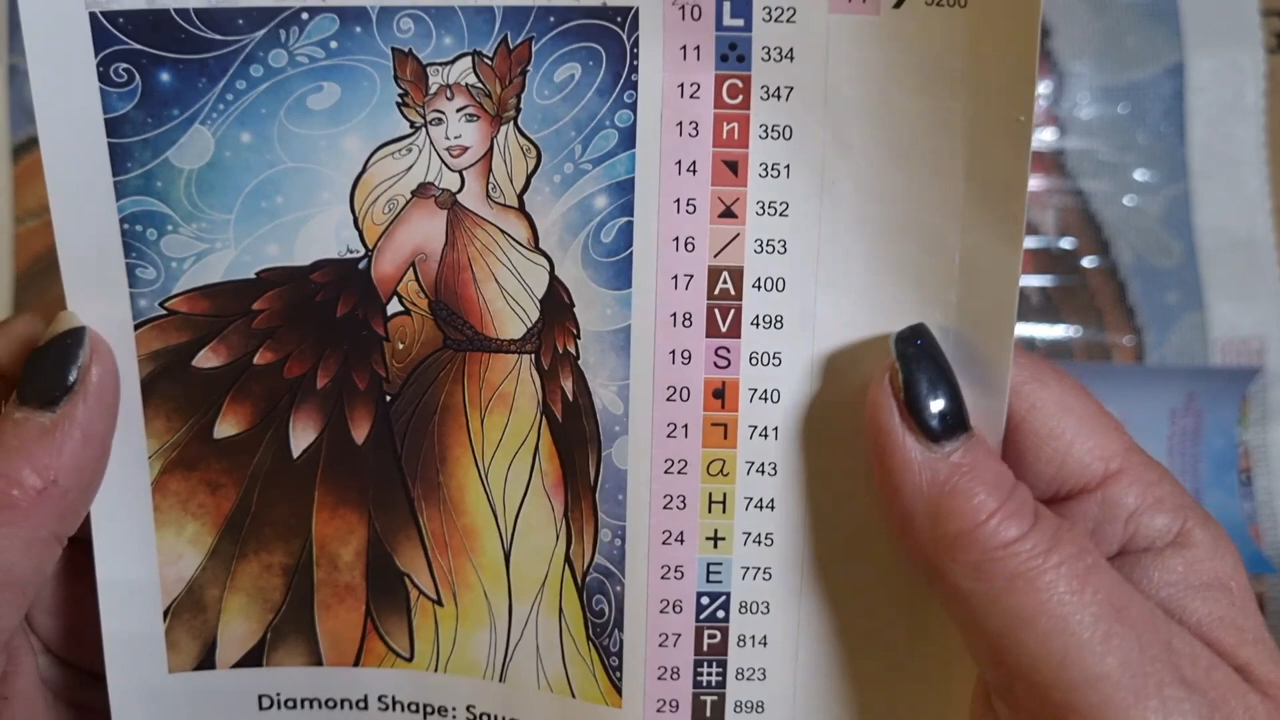 10 L 322
11 334
12 C 347
13 n 350
14 351
15 352
16 / 353
17 A 400
18 V 498
19 S 605
20 740
21 741
22 a 743
23 H 744
24 + 745
25 E 775
26 % 803
27 P 814
28 # 823
29 T 898
Diamond Shape: